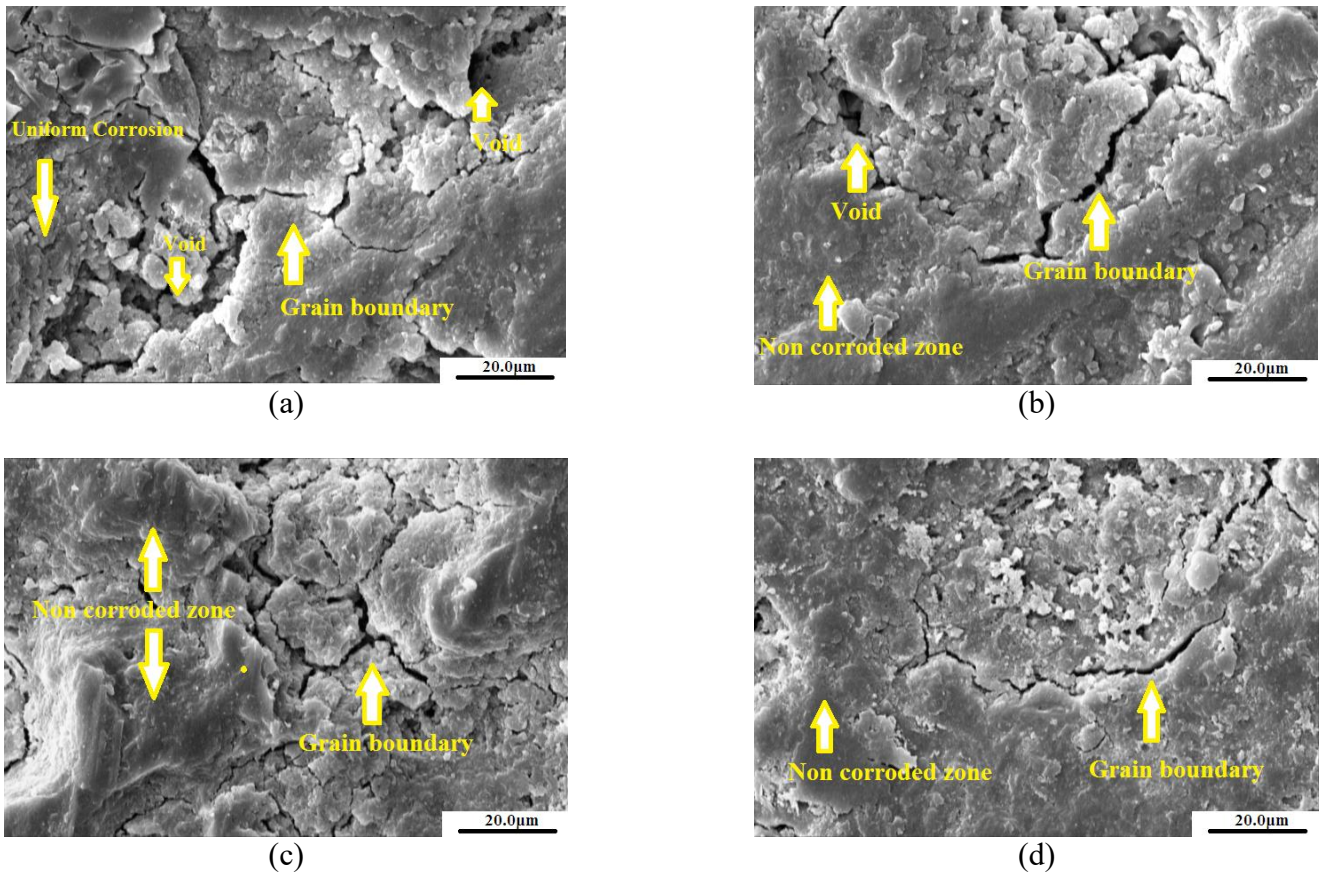 Uniform Corrosion
Void
Void
Grain boundary
20.0μm
(a)
Void
Grain boundary
Non corroded zone
20.0μm
(b)
Non corroded zone
Grain boundary
20.0μm
(c)
Non corroded zone
Grain boundary
20.0μm
(d)